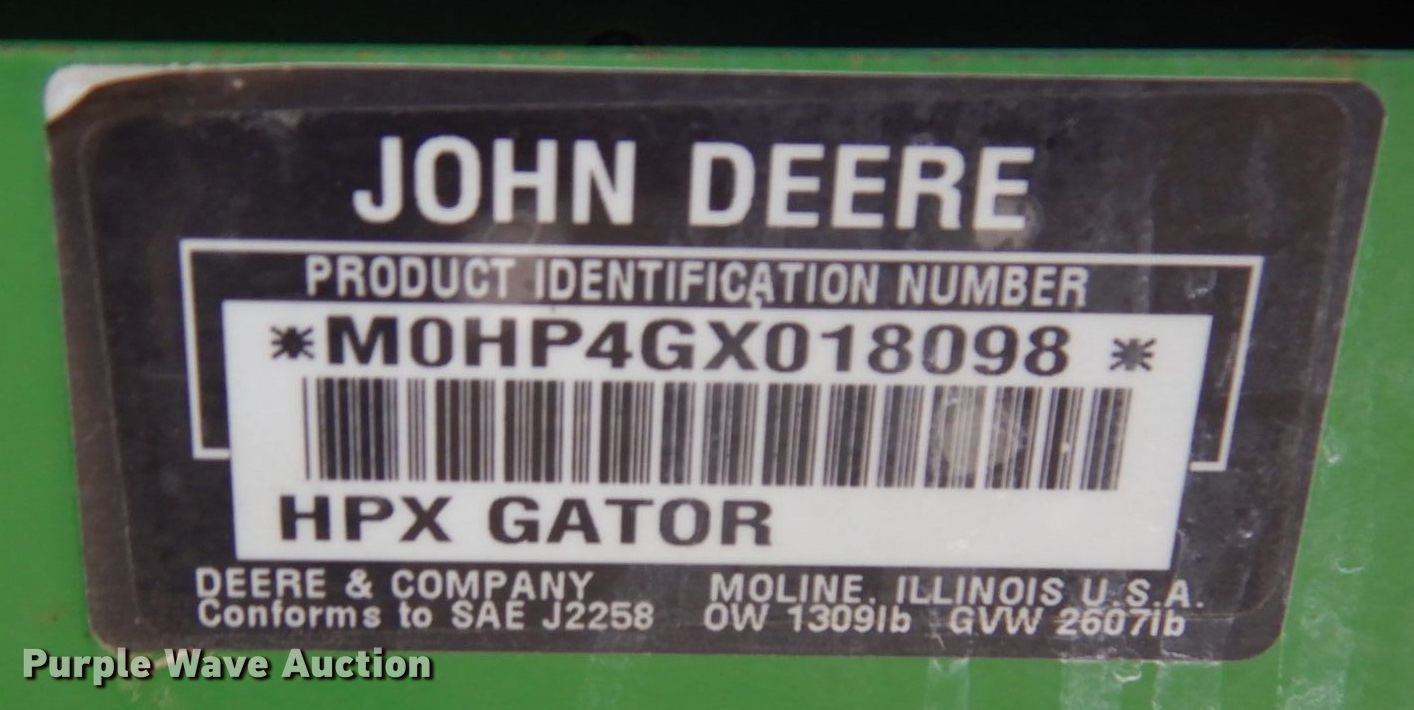 JOHN DEERE
PRODUCT IDENTIFICATION NUMBER
*M0HP4GX018098 *
HPX GATOR
DEERE & COMPANY MOLINE, ILLINOIS U.S.A.
Conforms to SAE J2258 OW 1309lb GVW 2607lb
Purple Wave Auction